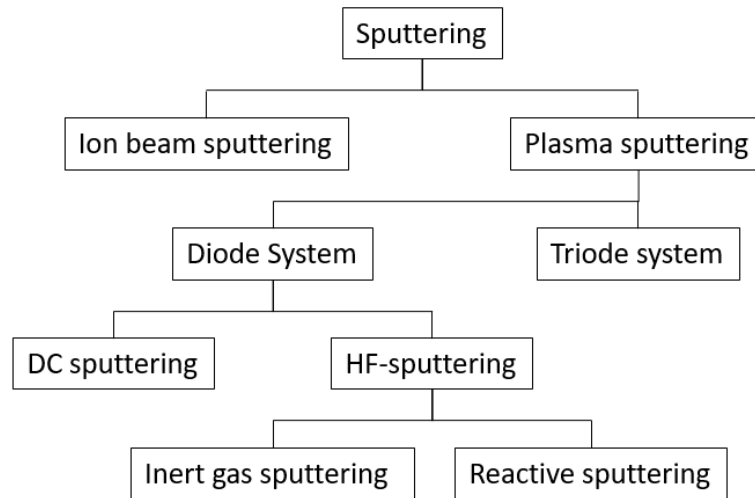 Sputtering
Ion beam sputtering
Plasma sputtering
Diode System
Triode system
DC sputtering
HF-sputtering
Inert gas sputtering
Reactive sputtering